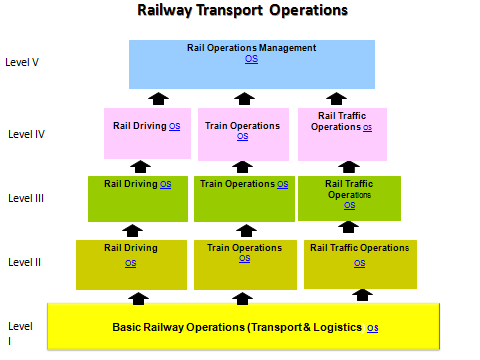 Railway Transport Operations
Level V
Rail Operations Management
OS
Level IV
Rail Driving OS
Train Operations
OS
Rail Traffic
Operations OS
Level III
Rail Driving OS
Train Operations OS
Rail Traffic
Operations
OS
Level II
Rail Driving
OS
Train Operations
OS
Rail Traffic Operations
OS
Level
I
Basic Railway Operations (Transport & Logistics OS